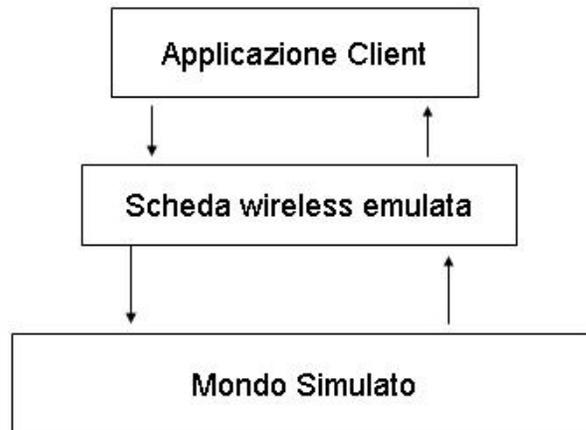 Applicazione Client
Scheda wireless emulata
Mondo Simulato